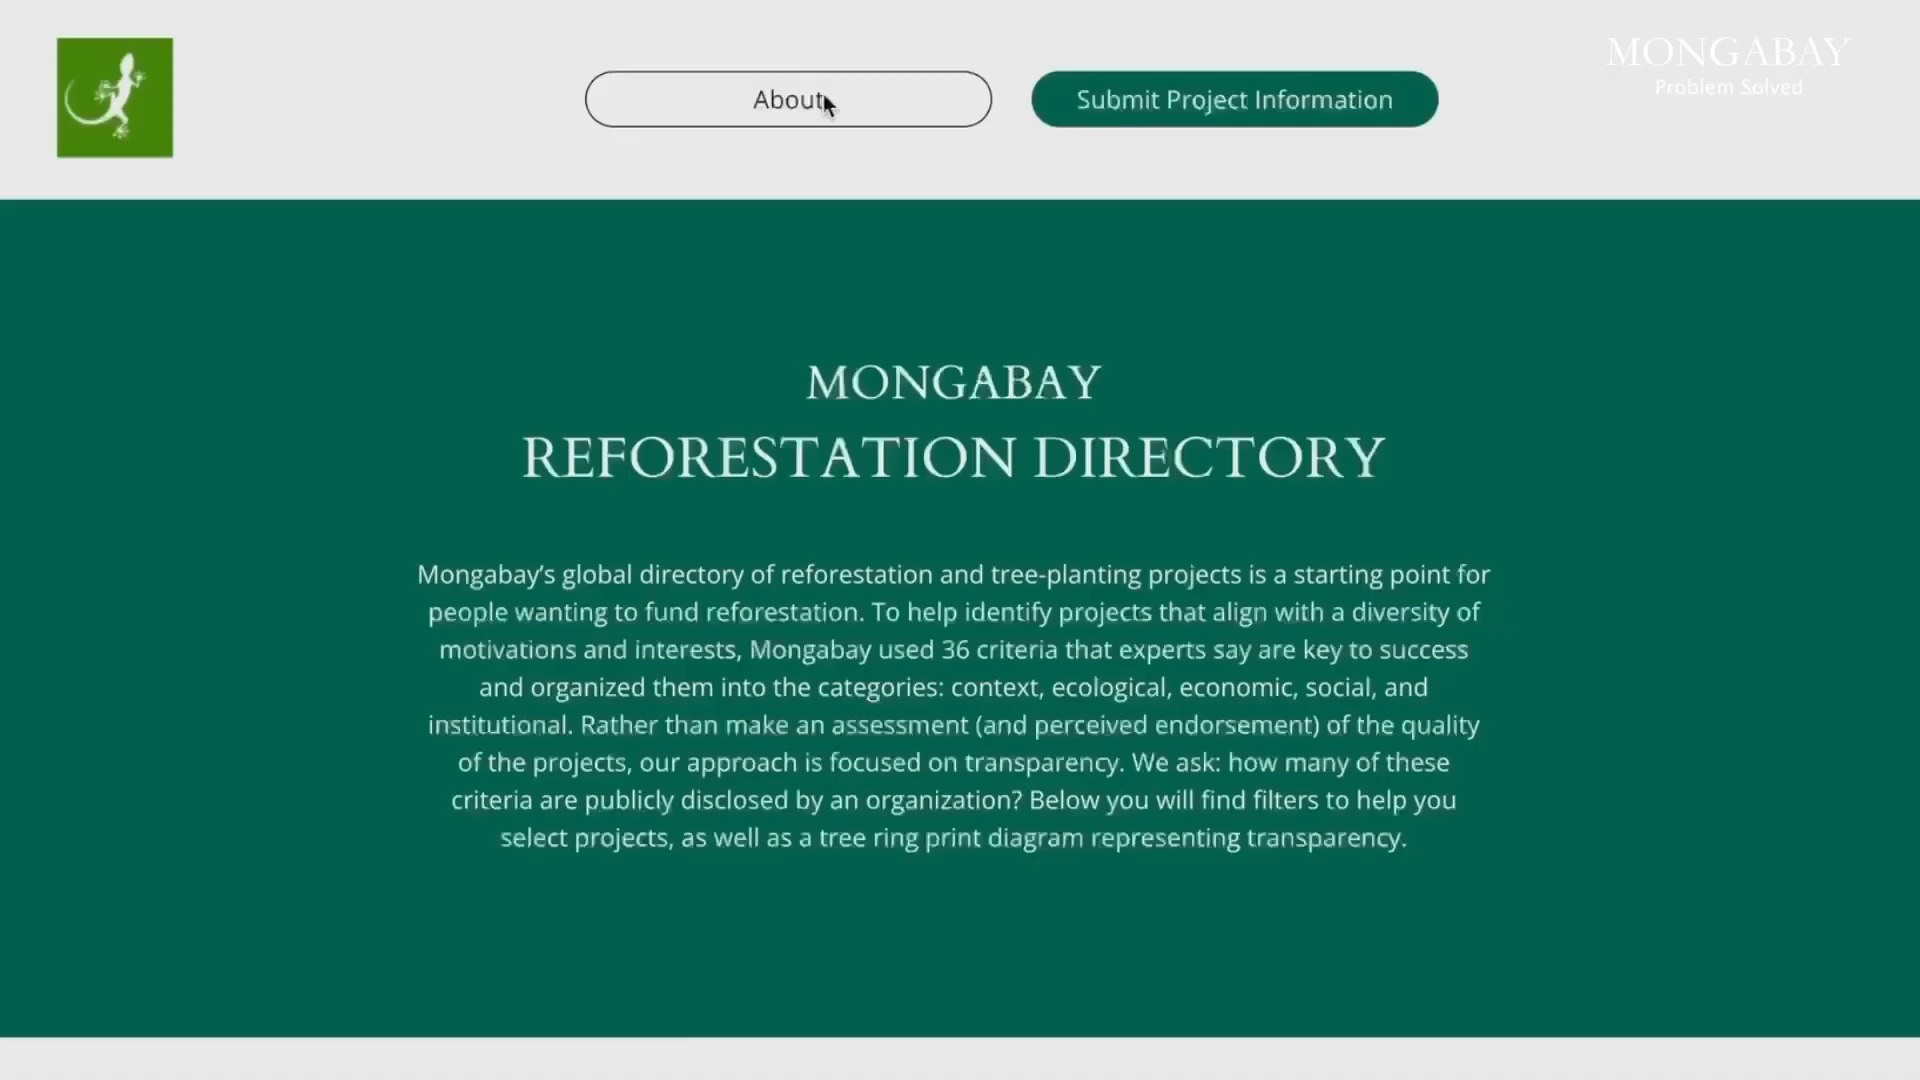 About
Submit Project Information
MONGABAY
Problem Solved
MONGABAY
REFORESTATION DIRECTORY
Mongabay’s global directory of reforestation and tree-planting projects is a starting point for
people wanting to fund reforestation. To help identify projects that align with a diversity of
motivations and interests, Mongabay used 36 criteria that experts say are key to success
and organized them into the categories: context, ecological, economic, social, and
institutional. Rather than make an assessment (and perceived endorsement) of the quality
of the projects, our approach is focused on transparency. We ask: how many of these
criteria are publicly disclosed by an organization? Below you will find filters to help you
select projects, as well as a tree ring print diagram representing transparency.